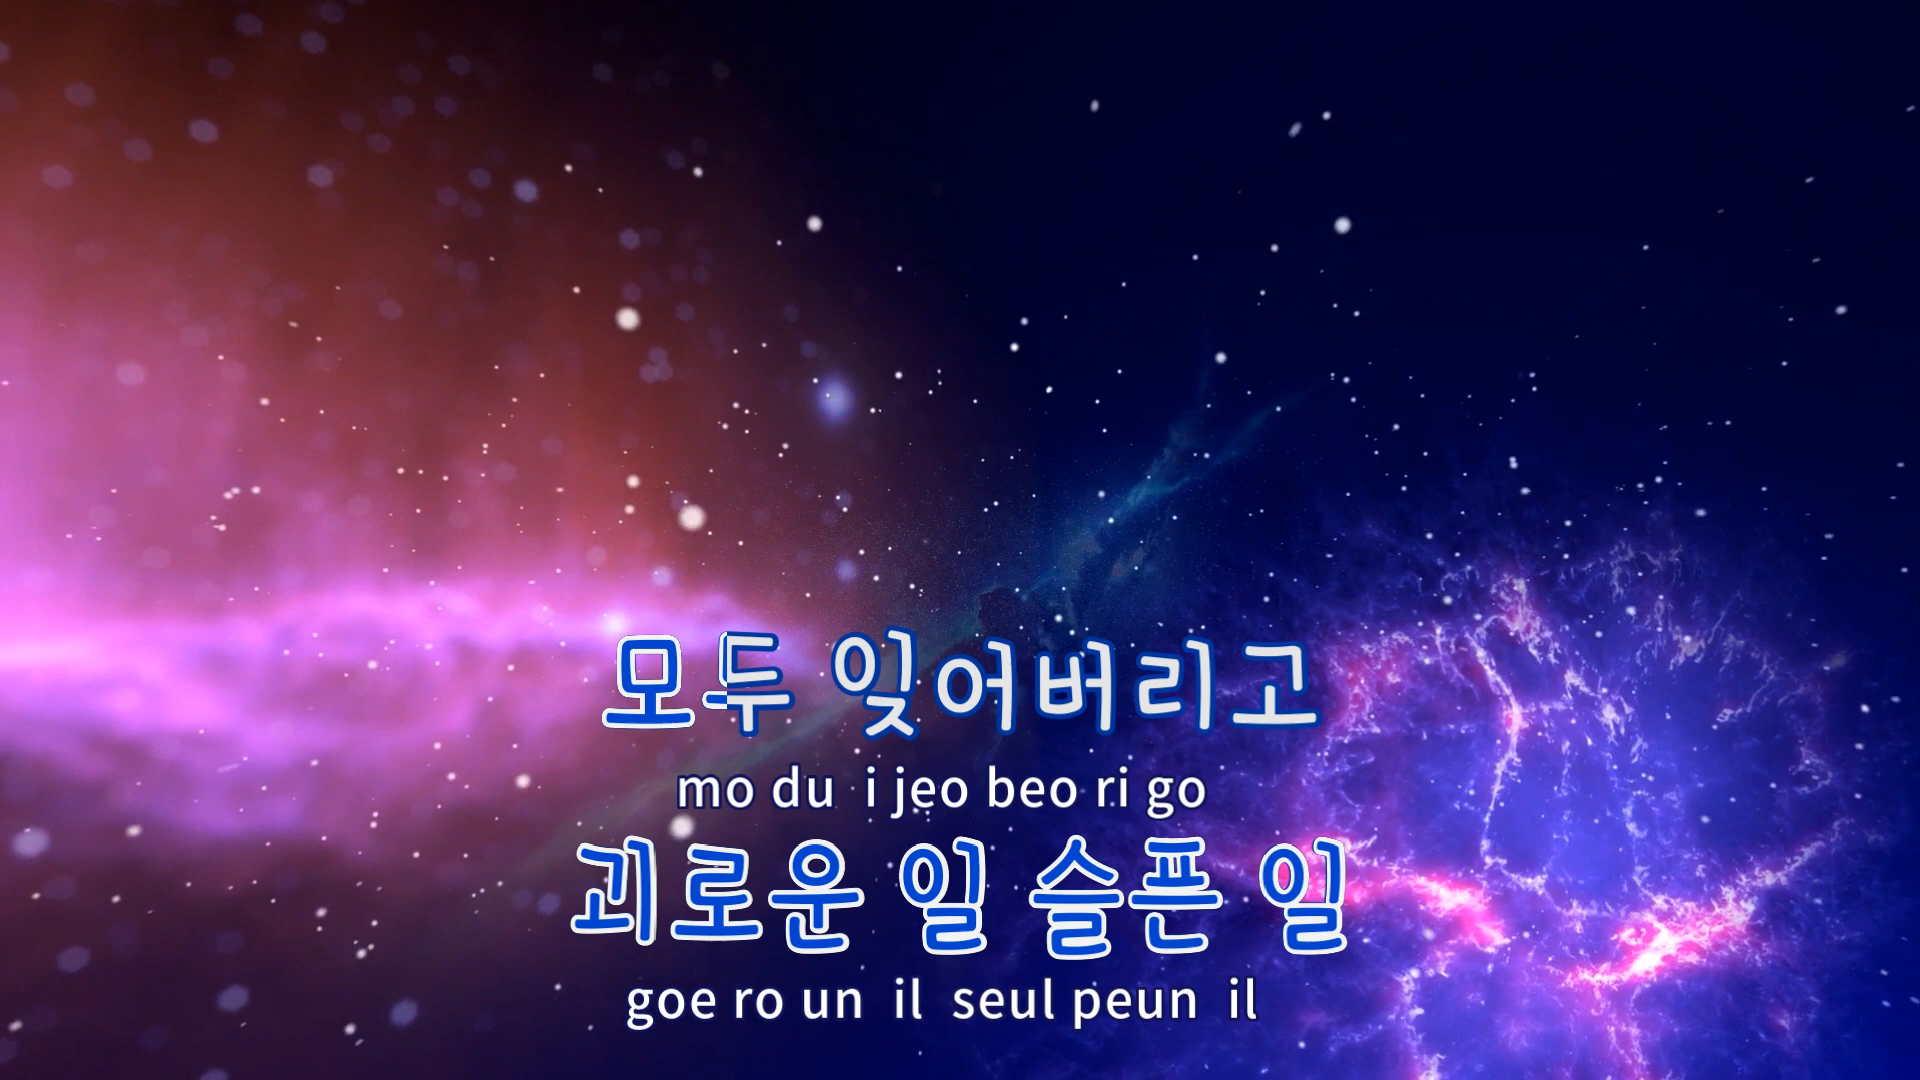 모두 잊어버리고
mo du i jeo beo ri go
괴로운 일 슬픈 일
goe ro un il seul peun il